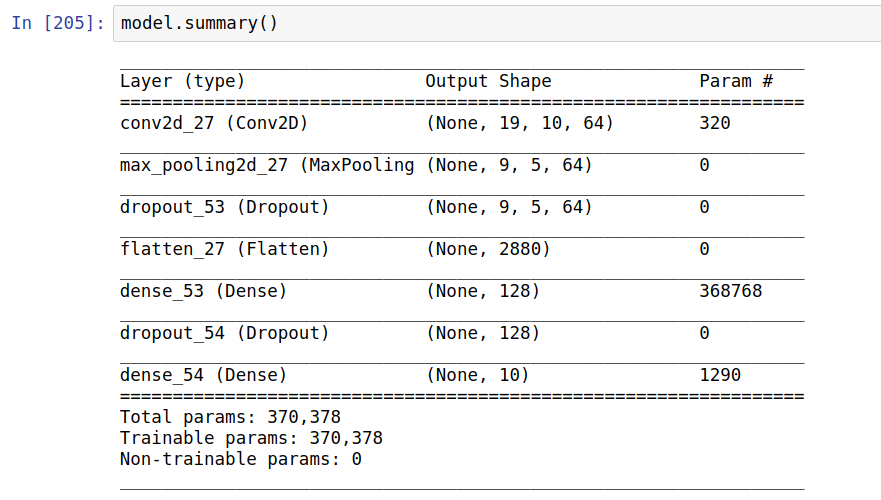 In [205]: model.summary()
Layer (type) Output Shape Param #
=================================================================
conv2d_27 (Conv2D) (None, 19, 10, 64) 320
max_pooling2d_27 (MaxPooling (None, 9, 5, 64) 0
dropout_53 (Dropout) (None, 9, 5, 64) 0
flatten_27 (Flatten) (None, 2880) 0
dense_53 (Dense) (None, 128) 368768
dropout_54 (Dropout) (None, 128) 0
dense_54 (Dense) (None, 10) 1290
=================================================================
Total params: 370,378
Trainable params: 370,378
Non-trainable params: 0